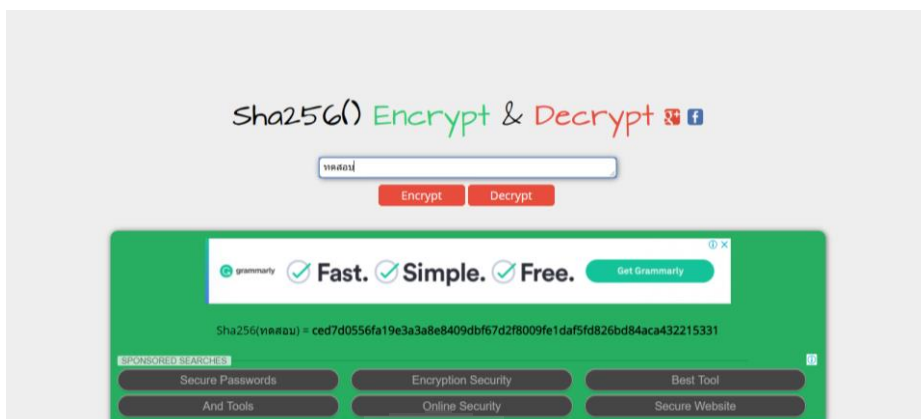 Sha256() Encrypt & Decrypt
ทดสอบ
Encrypt Decrypt
grammarly Fast. Simple. Free. Get Grammarly
Sha256(ทดสอบ) = ced7d0556fa19e3a3a8e8409dbf67d2f8009fe1daf5fd826bd84aca432215331
SPONSORED SEARCHES
Secure Passwords Encryption Security Best Tool
And Tools Online Security Secure Website